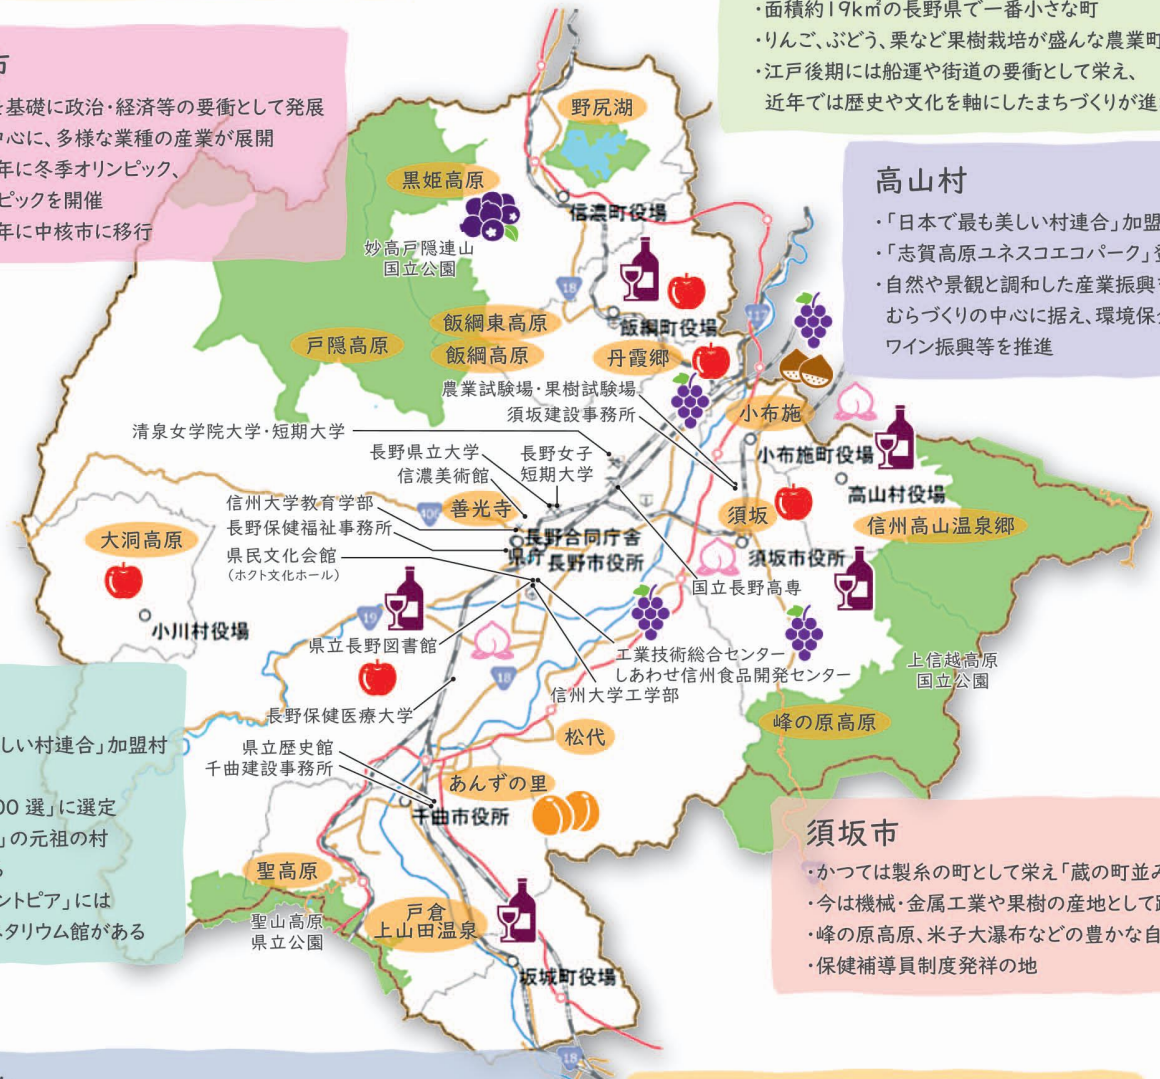 ・面積約19k㎡の長野県で一番小さな町
・りんご、ぶどう、栗など果樹栽培が盛んな農業町
・江戸後期には船運や街道の要衝として栄え、
近年では歴史や文化を軸にしたまちづくりが進
市
基礎に政治・経済等の要衝として発展
中心に、多様な業種の産業が展開
年に冬季オリンピック、
ピックを開催
年に中核市に移行
高山村
・「日本で最も美しい村連合」加盟
・「志賀高原ユネスコエコパーク」
・自然や景観と調和した産業振興
むらづくりの中心に据え、環境保
ワイン振興等を推進
野尻湖
黒姫高原
信濃町役場
妙高戸隠連山
国立公園
18
飯綱東高原
飯綱町役場
117
戸隠高原
飯綱高原
丹霞郷
農業試験場・果樹試験場
須坂建設事務所
小布施
清泉女学院大学・短期大学
長野県立大学
信濃美術館
長野女子
短期大学
小布施町役場
高山村役場
信州大学教育学部
406
善光寺
須坂
信州高山温泉郷
長野保健福祉事務所
長野合同庁舎
大洞高原
県民文化会館
(ホクト文化ホール)
県庁
長野市役所
須坂市役所
国立長野高専
19
小川村役場
県立長野図書館
工業技術総合センター
しあわせ信州食品開発センター
18
信州大学工学部
上信越高原
国立公園
長野保健医療大学
峰の原高原
松代
県立歴史館
千曲建設事務所
あんずの里
千曲市役所
しい村連合」加盟村
00 選」に選定
」の元祖の村
ントピア」には
タリウム館がある
聖高原
聖山高原
県立公園
戸倉
上山田温泉
坂城町役場
18
須坂市
・かつては製糸の町として栄え「蔵の町並み
・今は機械・金属工業や果樹の産地として
・峰の原高原、米子大瀑布などの豊かな自
・保健補導員制度発祥の地